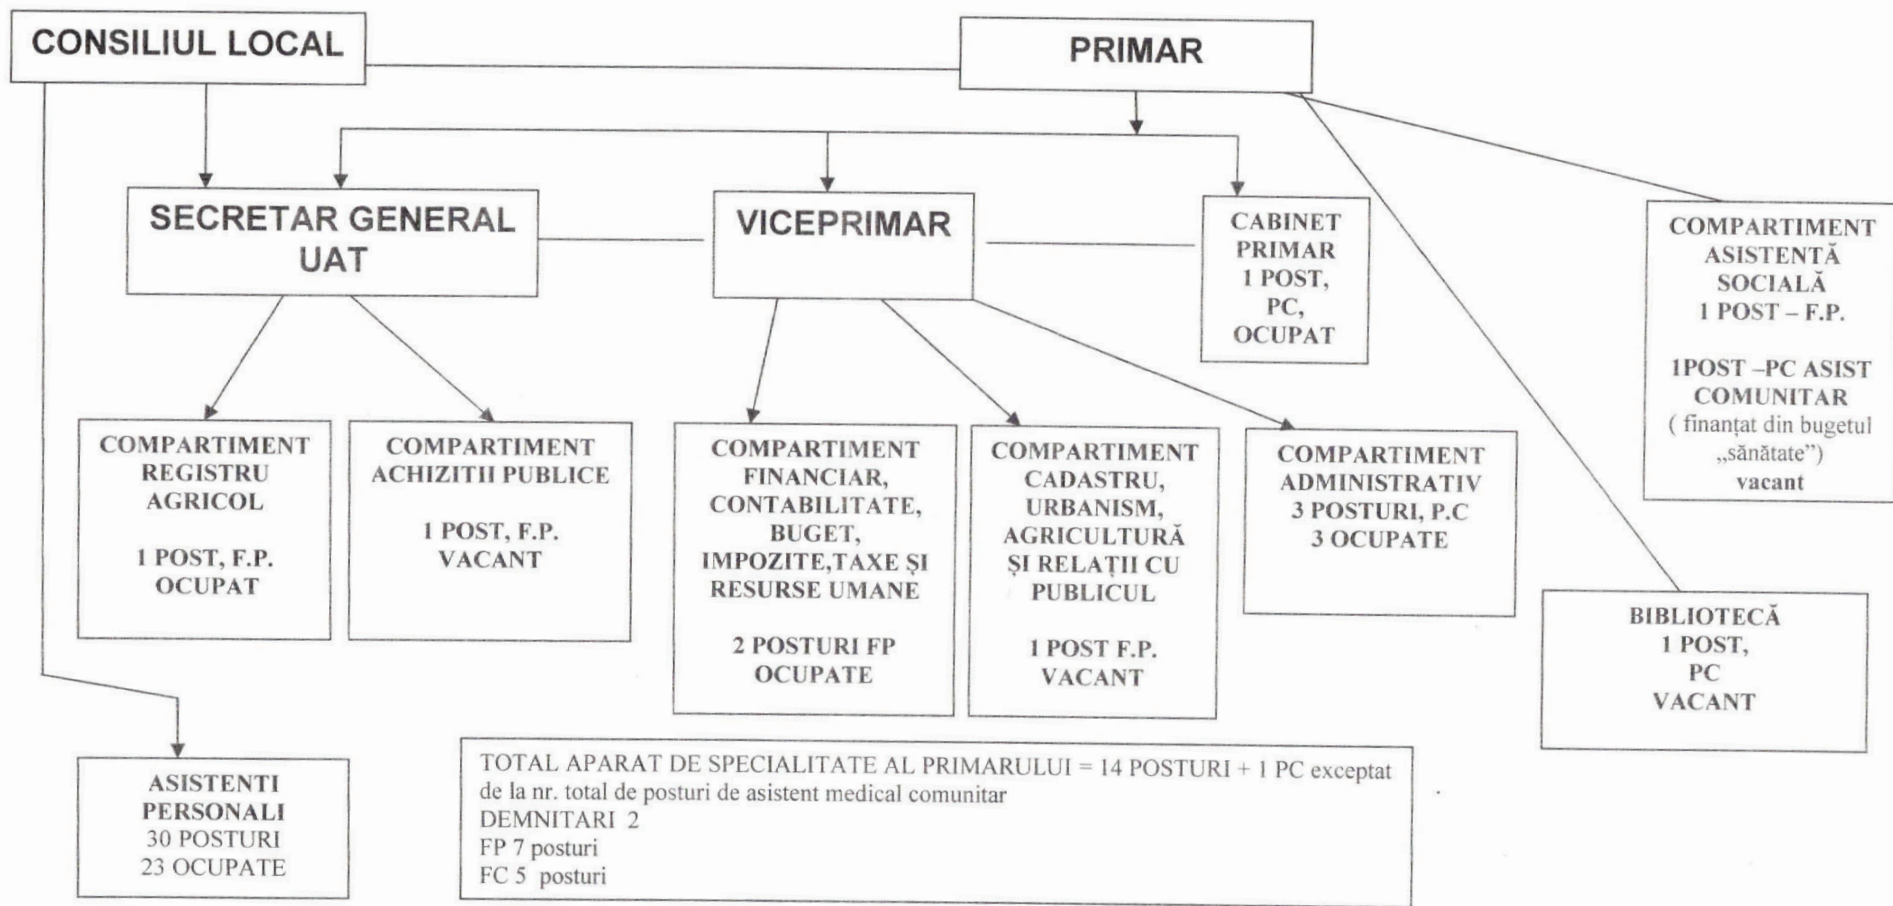 CONSILIUL LOCAL
PRIMAR
SECRETAR GENERAL
UAT
VICEPRIMAR
CABINET
PRIMAR
1 POST,
PC,
OCUPAT
COMPARTIMENT
ASISTENTĂ
SOCIALĂ
1 POST – F.P.
1POST –PC ASIST
COMUNITAR
( finanțat din bugetul
„sănătate”)
vacant
COMPARTIMENT
REGISTRU
AGRICOL
1 POST, F.P.
OCUPAT
COMPARTIMENT
ACHIZITII PUBLICE
1 POST, F.P.
VACANT
COMPARTIMENT
FINANCIAR,
CONTABILITATE,
BUGET,
IMPOZITE,TAXE ȘI
RESURSE UMANE
2 POSTURI FP
OCUPATE
COMPARTIMENT
CADASTRU,
URBANISM,
AGRICULTURĂ
ȘI RELAȚII CU
PUBLICUL
1 POST F.P.
VACANT
COMPARTIMENT
ADMINISTRATIV
3 POSTURI, P.C
3 OCUPATE
BIBLIOTECĂ
1 POST,
PC
VACANT
ASISTENTI
PERSONALI
30 POSTURI
23 OCUPATE
TOTAL APARAT DE SPECIALITATE AL PRIMARULUI = 14 POSTURI + 1 PC exceptat
de la nr. total de posturi de asistent medical comunitar
DEMNITARI 2
FP 7 posturi
FC 5 posturi